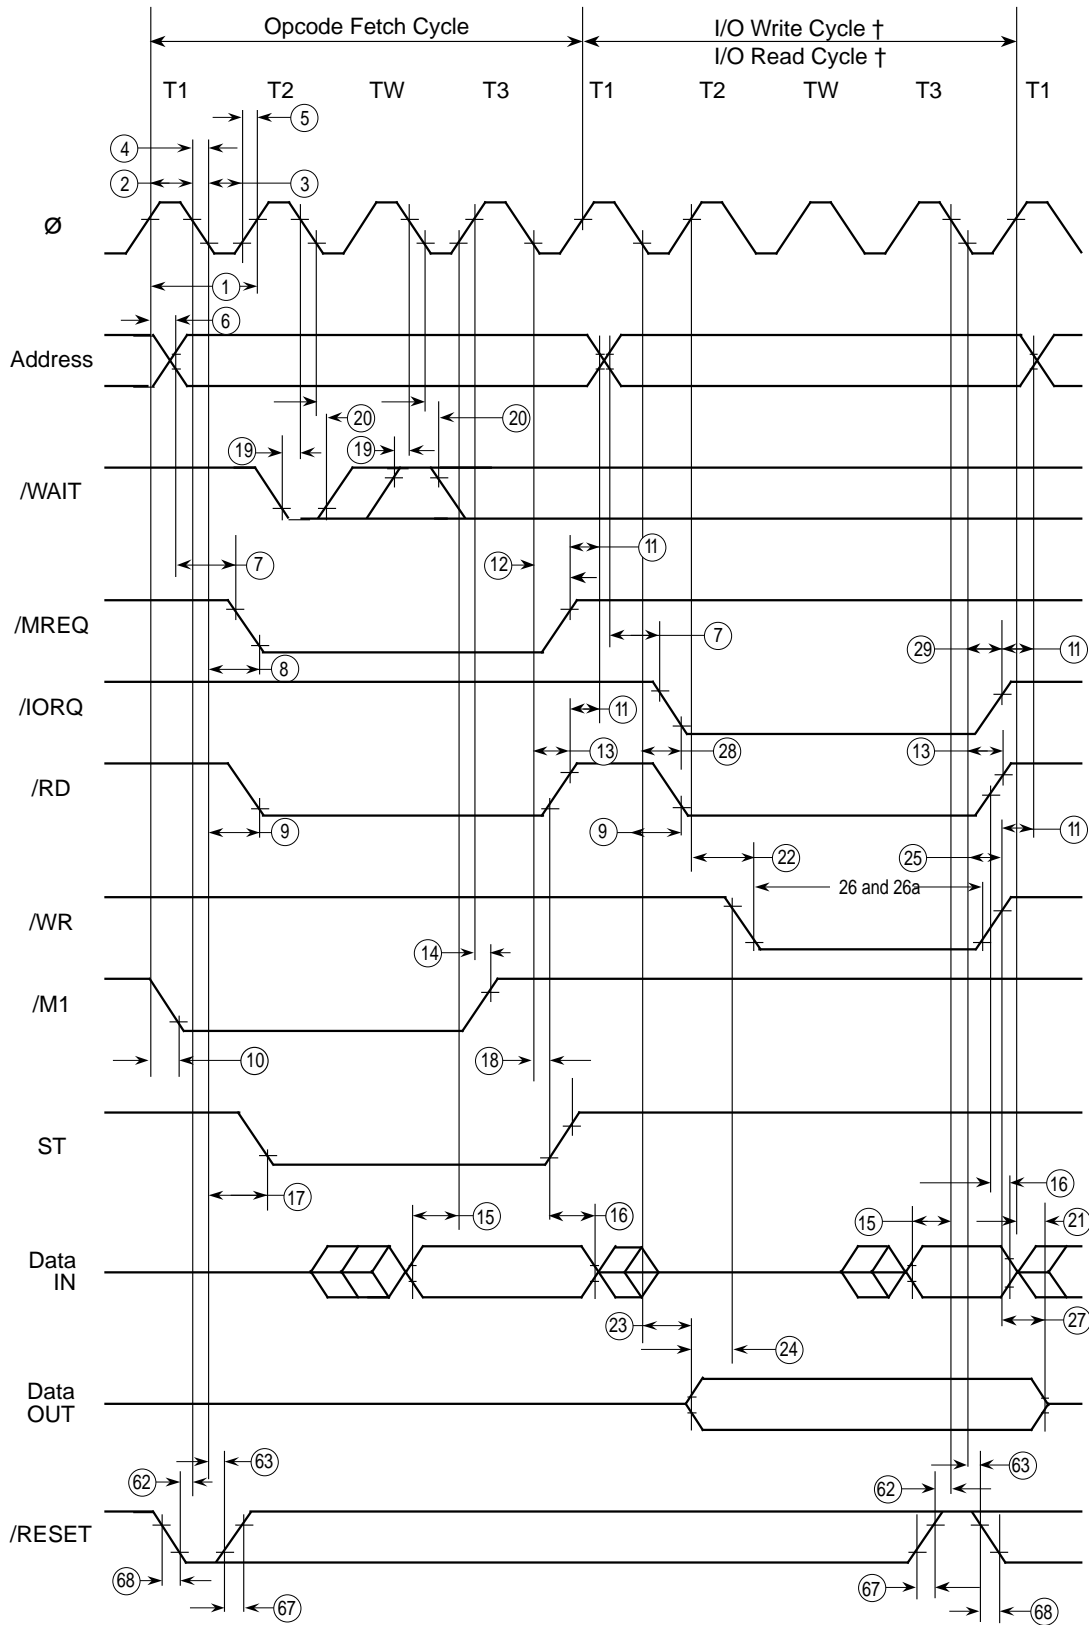 Opcode Fetch Cycle
I/O Write Cycle †
I/O Read Cycle †
T1 T2 TW T3 T1 T2 TW T3 T1
5
4
2 3
Ø
1
6
Address
20 20
19 19
/WAIT
11
7 12
/MREQ
7 29 11
8
/IORQ
11
13 28 13
/RD
9 9 11
22 25
26 and 26a
/WR
14
/M1
10 18
ST
17 16
15 16 15 21
Data
IN
23 27
24
Data
OUT
63 63
62 62
/RESET
68 67 67 68